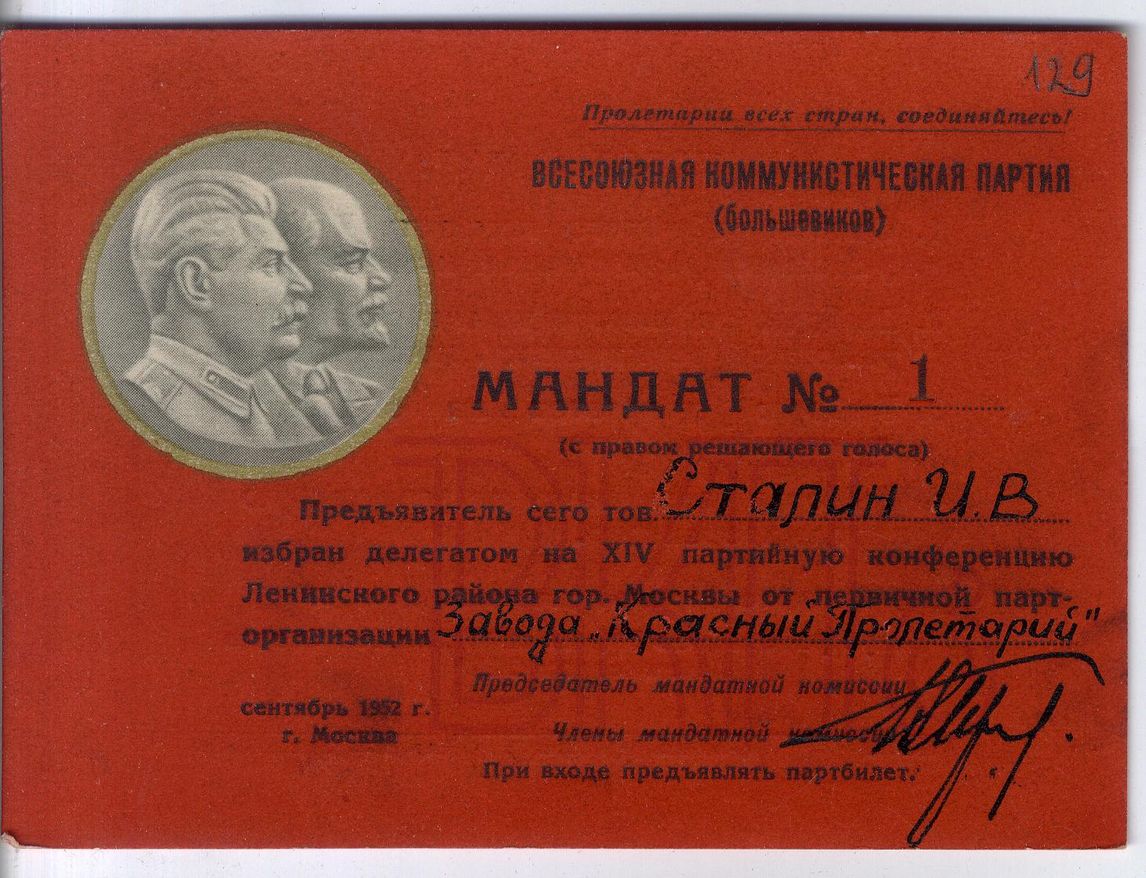 129
Пролетарии всех стран, соединяйтесь!
ВСЕСОЮЗНАЯ КОММУНИСТИЧЕСКАЯ ПАРТИЯ
(большевиков)
МАНДАТ № 1
(с правом решающего голоса)
Предъявитель сего тов. Сталин И.В
избран делегатом на XIV партийную конференцию
Ленинского района гор. Москвы от первичной парт-
организации Завода „Красный Пролетарий"
Председатель мандатной комиссии
сентябрь 1952 г.
г. Москва
Члены мандатной комиссии
При входе предъявлять партбилет.